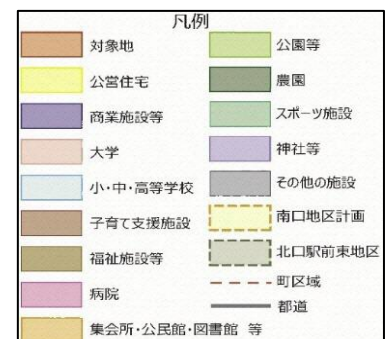 凡例
対象地
公営住宅
商業施設等
大学
小・中・高等学校
子育て支援施設
福祉施設等
病院
集会所・公民館・図書館 等
公園等
農園
スポーツ施設
神社等
その他の施設
南口地区計画
北口駅前東地区
町区域
都道